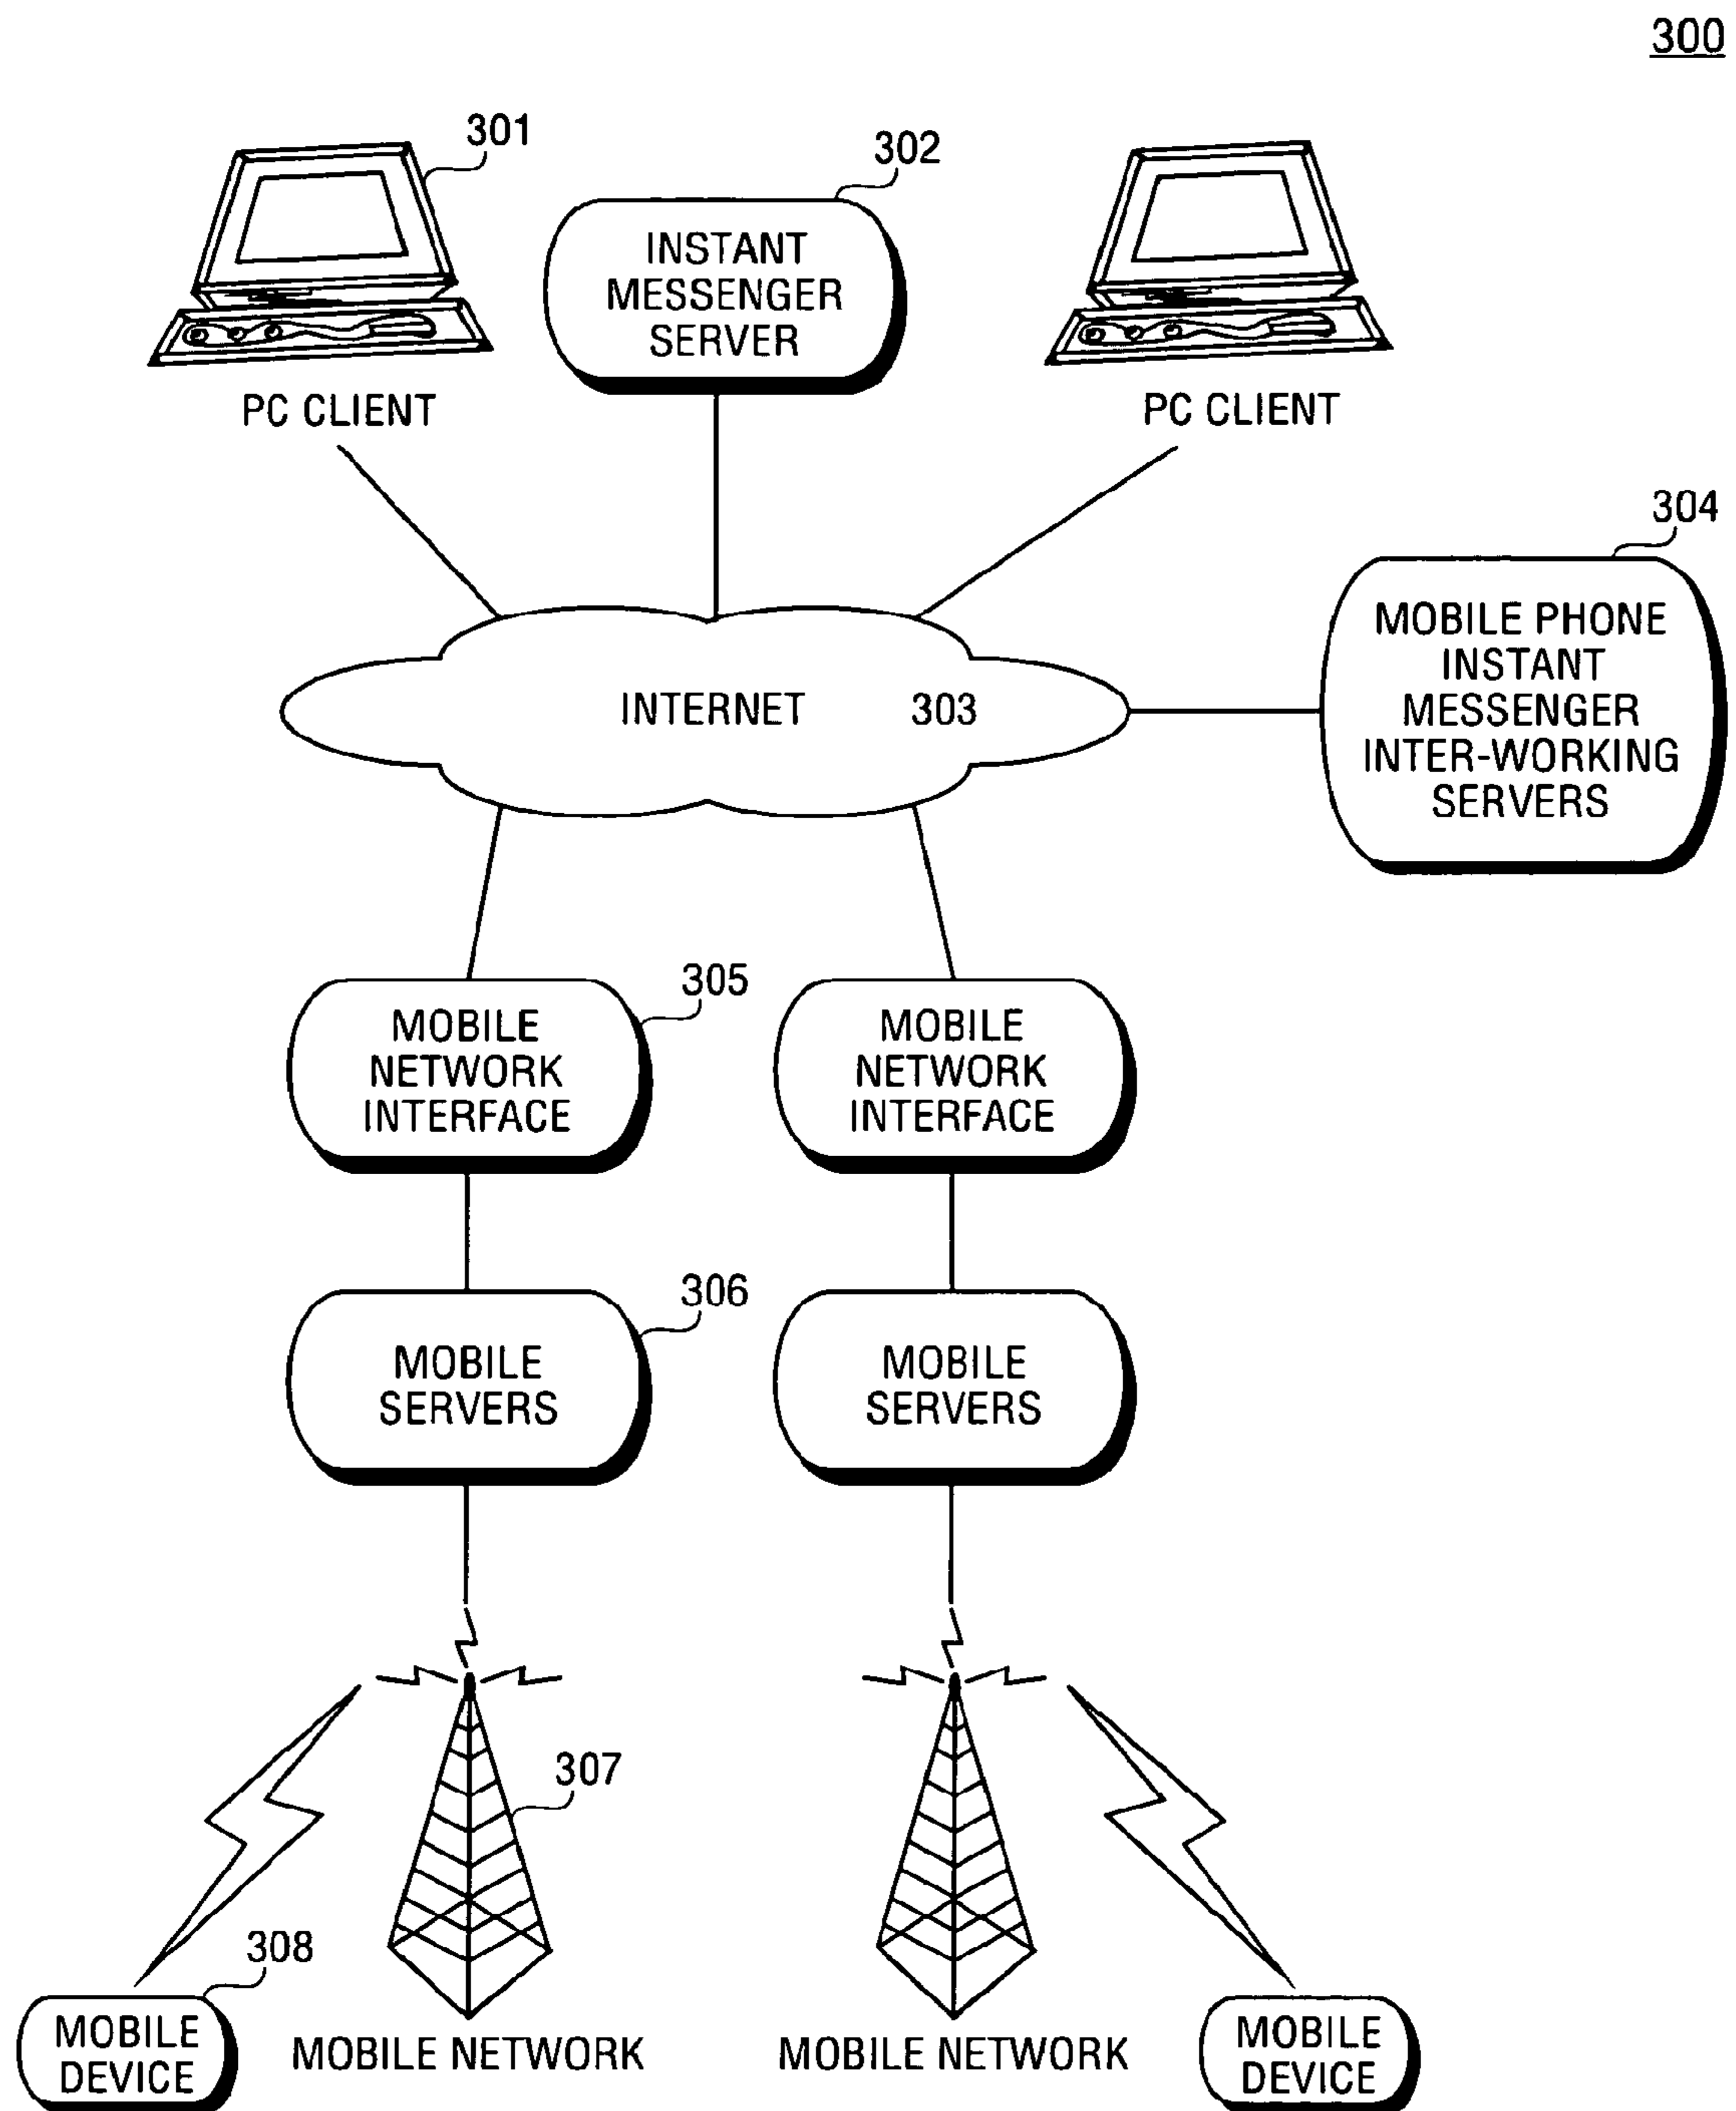 300
301
302
INSTANT
MESSENGER
SERVER
PC CLIENT
PC CLIENT
304
MOBILE PHONE
INSTANT
MESSENGER
INTER-WORKING
SERVERS
INTERNET 303
305
MOBILE
NETWORK
INTERFACE
MOBILE
NETWORK
INTERFACE
306
MOBILE
SERVERS
MOBILE
SERVERS
307
308
MOBILE
DEVICE
MOBILE NETWORK
MOBILE NETWORK
MOBILE
DEVICE